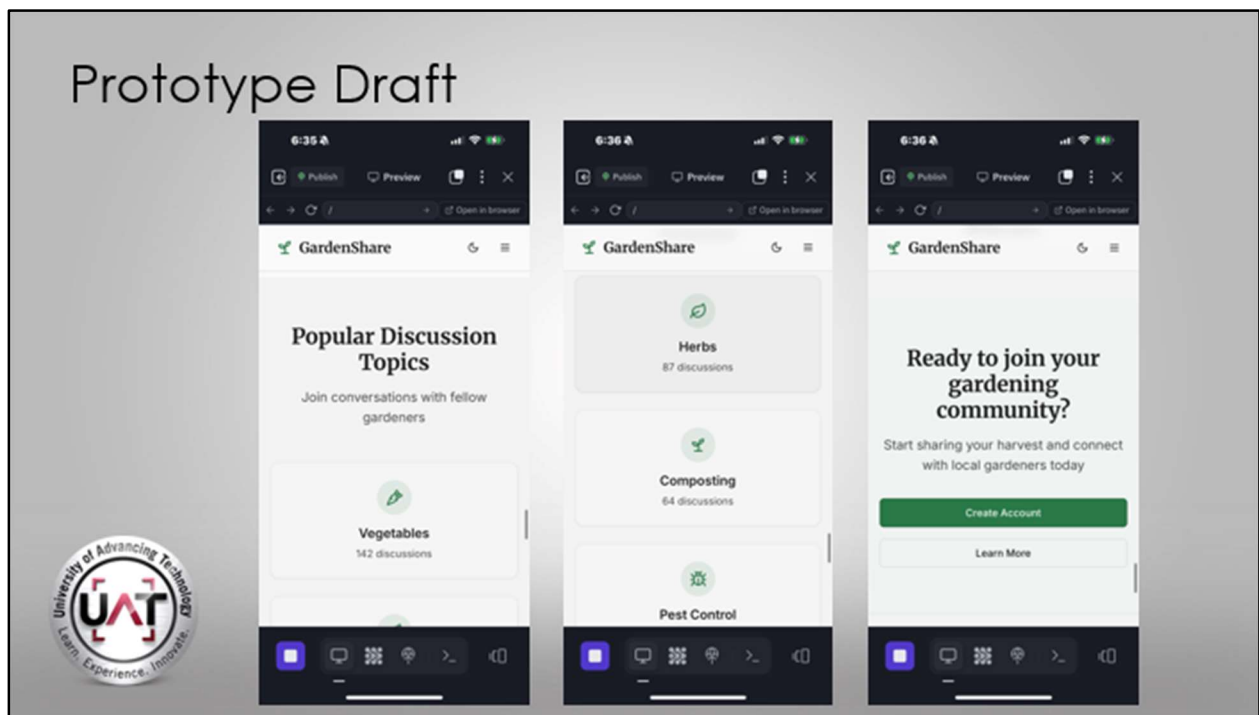 Prototype Draft
6:35
Publish
Preview
/
Open in browser
GardenShare
Popular Discussion
Topics
Join conversations with fellow
gardeners
Vegetables
142 discussions
6:36
Publish
Preview
/
Open in browser
GardenShare
Herbs
87 discussions
Composting
64 discussions
Pest Control
6:36
Publish
Preview
/
Open in browser
GardenShare
Ready to join your
gardening
community?
Start sharing your harvest and connect
with local gardeners today
Create Account
Learn More
University of Advancing Technology
UAT
Learn. Experience. Innovate.